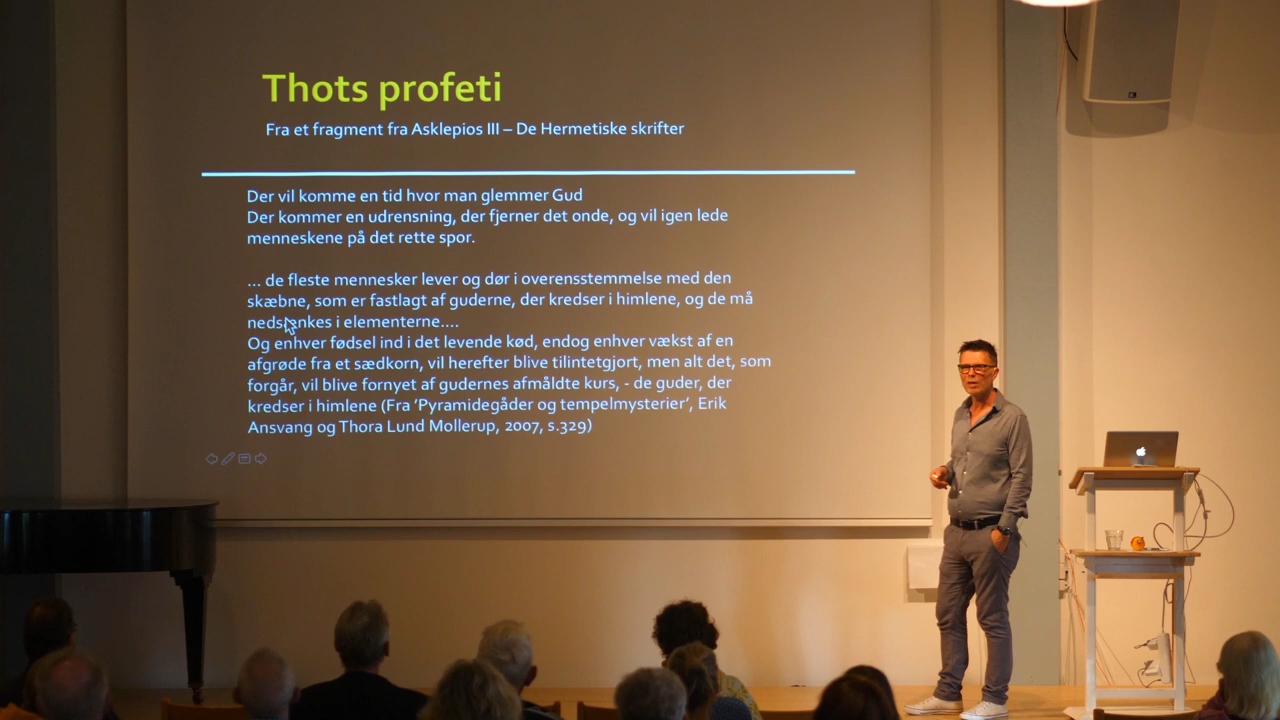 Thots profeti
Fra et fragment fra Asklepios III – De Hermetiske skrifter
Der vil komme en tid hvor man glemmer Gud
Der kommer en udrensning, der fjerner det onde, og vil igen lede
menneskene på det rette spor.
... de fleste mennesker lever og dør i overensstemmelse med den
skæbne, som er fastlagt af guderne, der kredser i himlene, og de må
nedsænkes i elementerne....
Og enhver fødsel ind i det levende kød, endog enhver vækst af en
afgrøde fra et sædkorn, vil herefter blive tilintetgjort, men alt det, som
forgår, vil blive fornyet af gudernes afmåldte kurs, - de guder, der
kredser i himlene (Fra ’Pyramidegåder og tempelmysterier’, Erik
Ansvang og Thora Lund Mollerup, 2007, s.329)